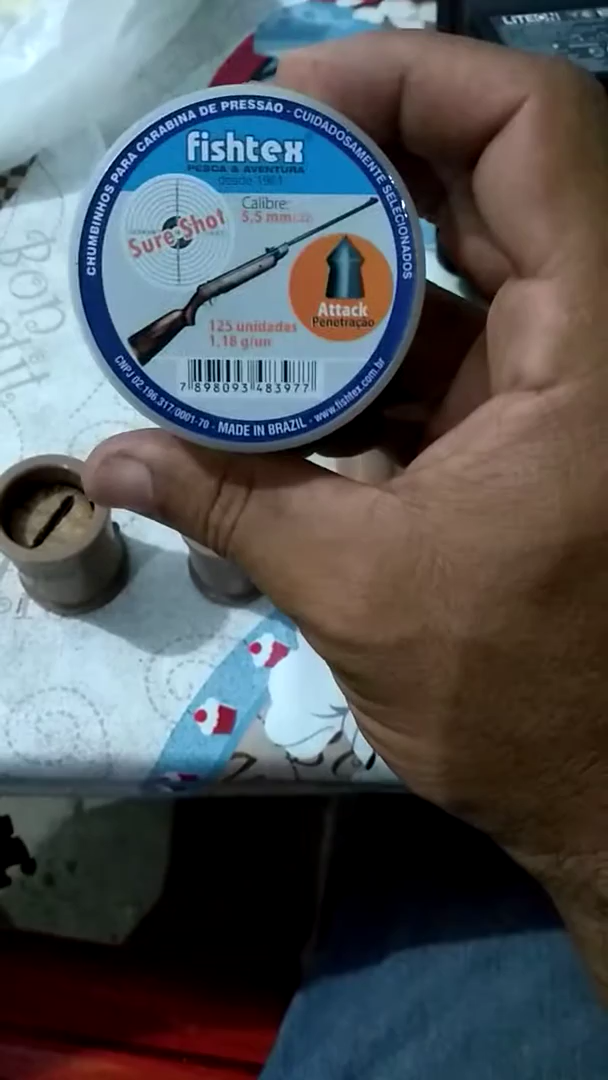 CHUMBINHOS PARA CARABINA DE PRESSÃO - CUIDADOSAMENTE SELECIONADOS
fishtex
PESCA & AVENTURA
desde 1981
Calibre:
5,5 mm
Sure Shot
Attack
Penetração
125 unidades
1,18 g/un
7 898093 483977
CNPJ 02.196.317/0001-70 - MADE IN BRAZIL - www.fishtex.com.br
LITEON